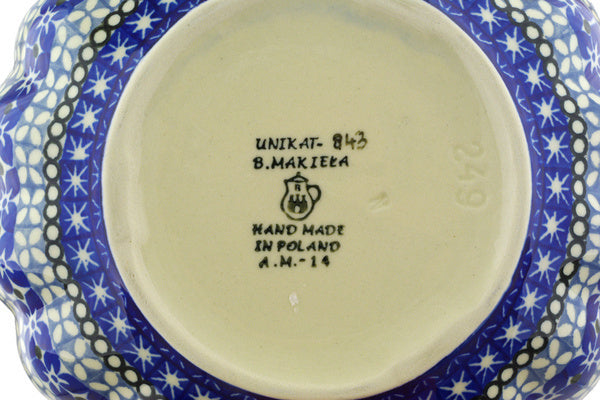 UNIKAT- 843
B. MAKIEŁA
HAND MADE
IN POLAND
A.M.-14
249